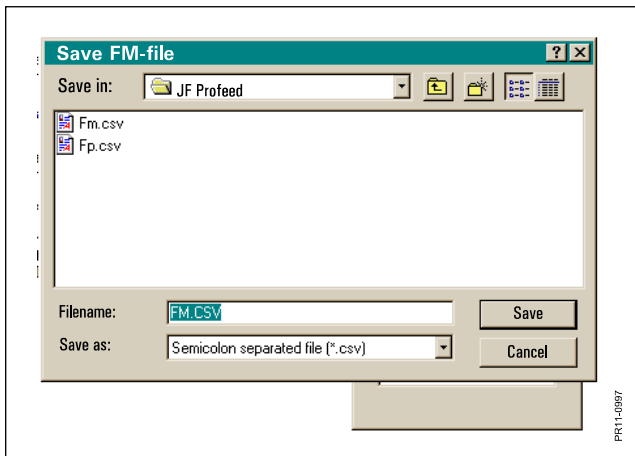 Save FM-file
Save in:
JF Profeed
Fm.csv
Fp.csv
Filename:
FM.CSV
Save
Save as:
Semicolon separated file (*.csv)
Cancel
PR11-0997